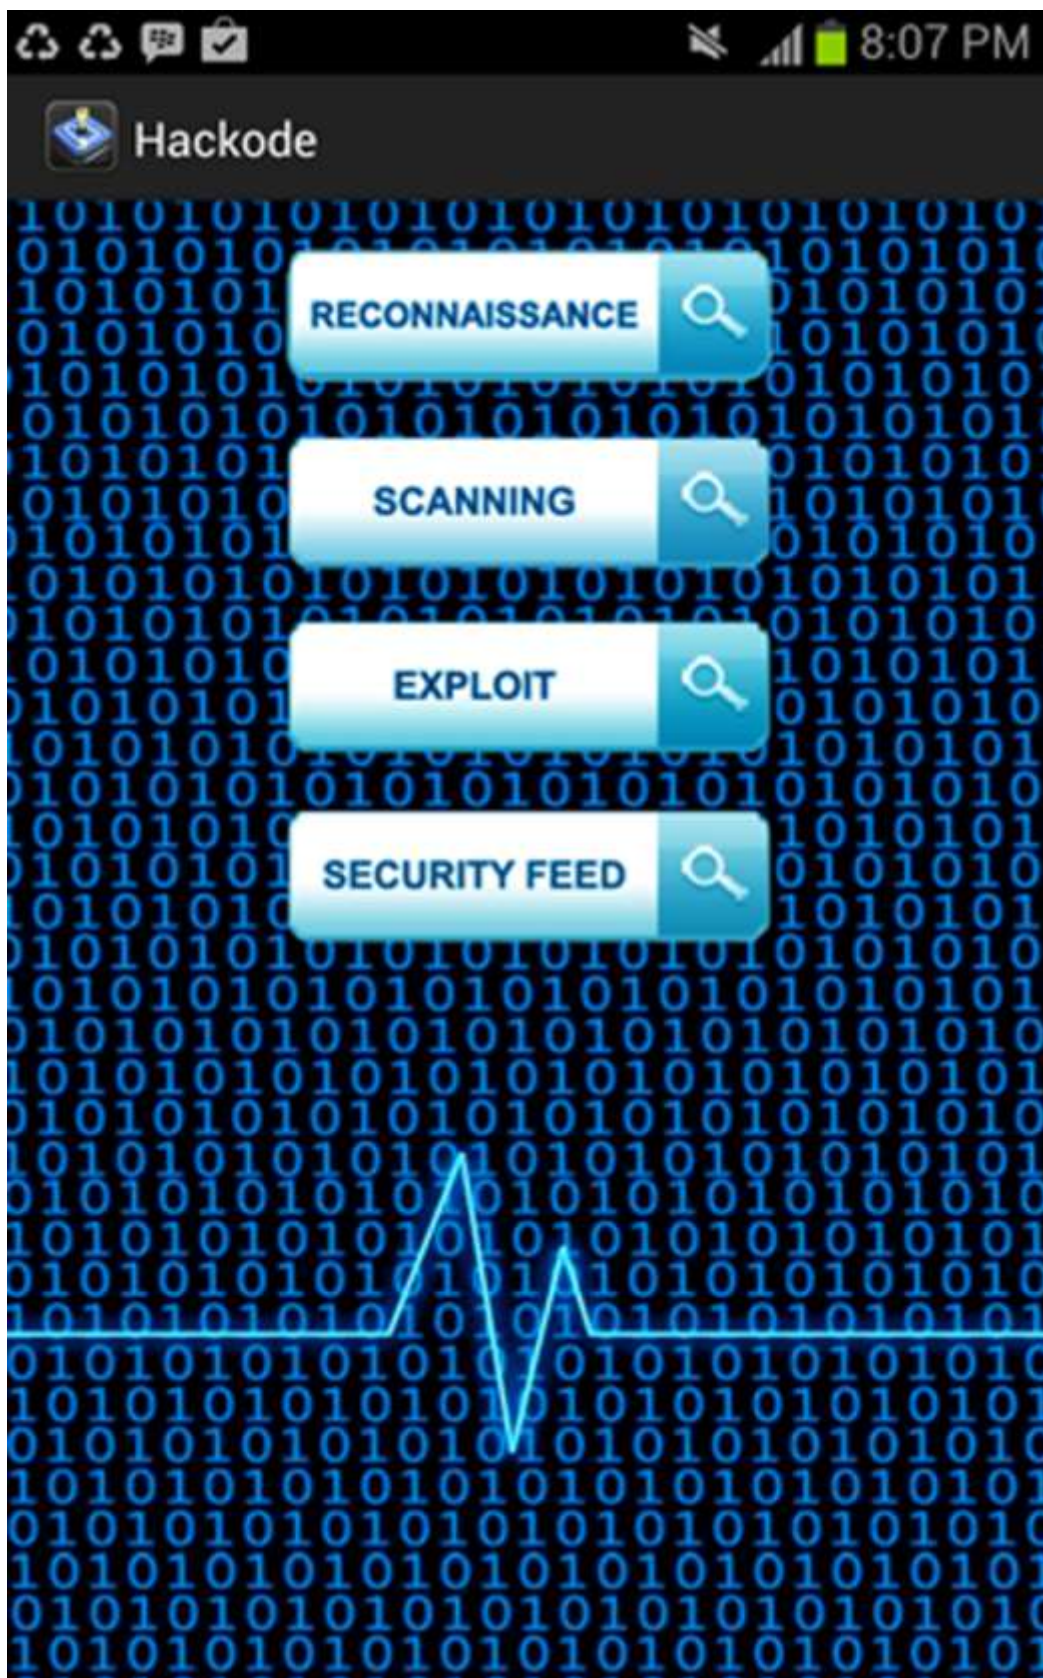 8:07 PM
Hackode
RECONNAISSANCE
SCANNING
EXPLOIT
SECURITY FEED